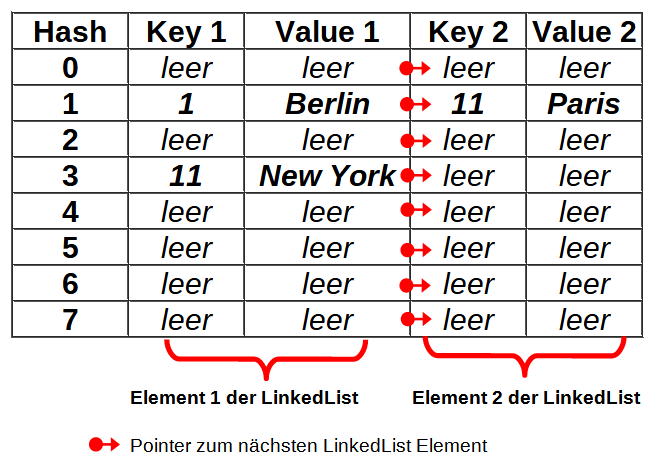 Hash Key 1 Value 1 Key 2 Value 2
0 leer leer leer leer
1 1 Berlin 11 Paris
2 leer leer leer leer
3 11 New York leer leer
4 leer leer leer leer
5 leer leer leer leer
6 leer leer leer leer
7 leer leer leer leer
Element 1 der LinkedList Element 2 der LinkedList
Pointer zum nächsten LinkedList Element